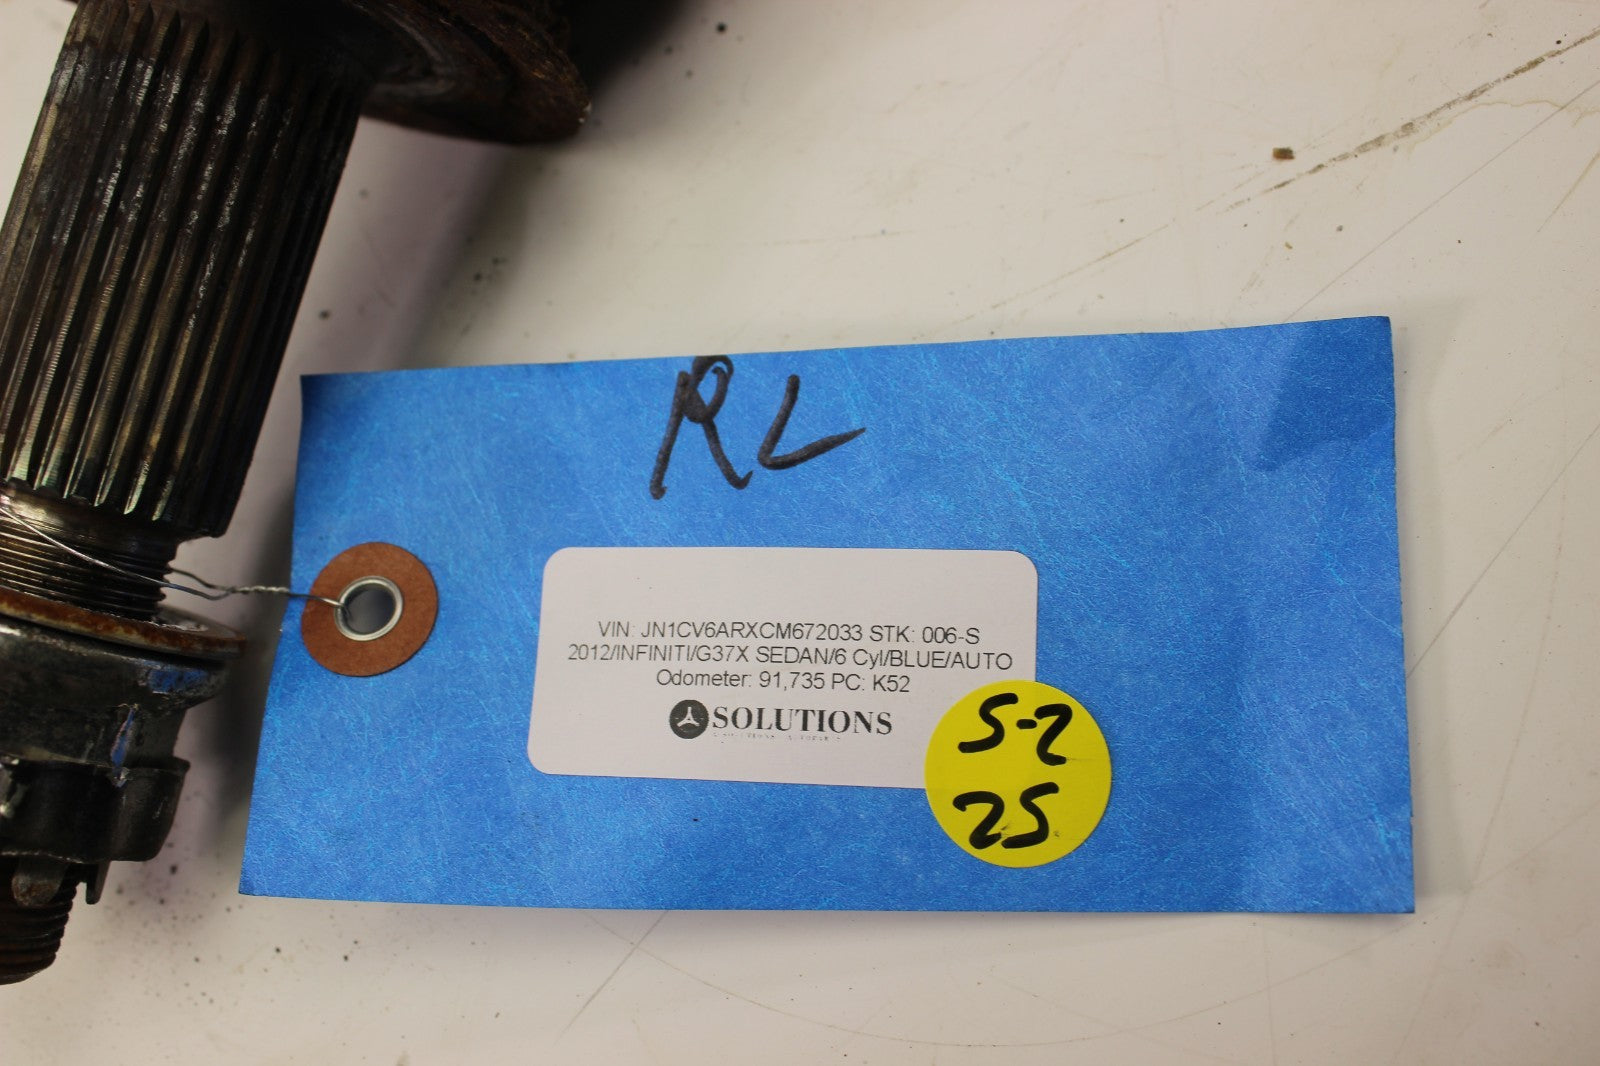 RL
VIN: JN1CV6ARXCM672033 STK: 006-S
2012/INFINITI/G37X SEDAN/6 Cyl/BLUE/AUTO
Odometer: 91,735 PC: K52
SOLUTIONS
S-2
25